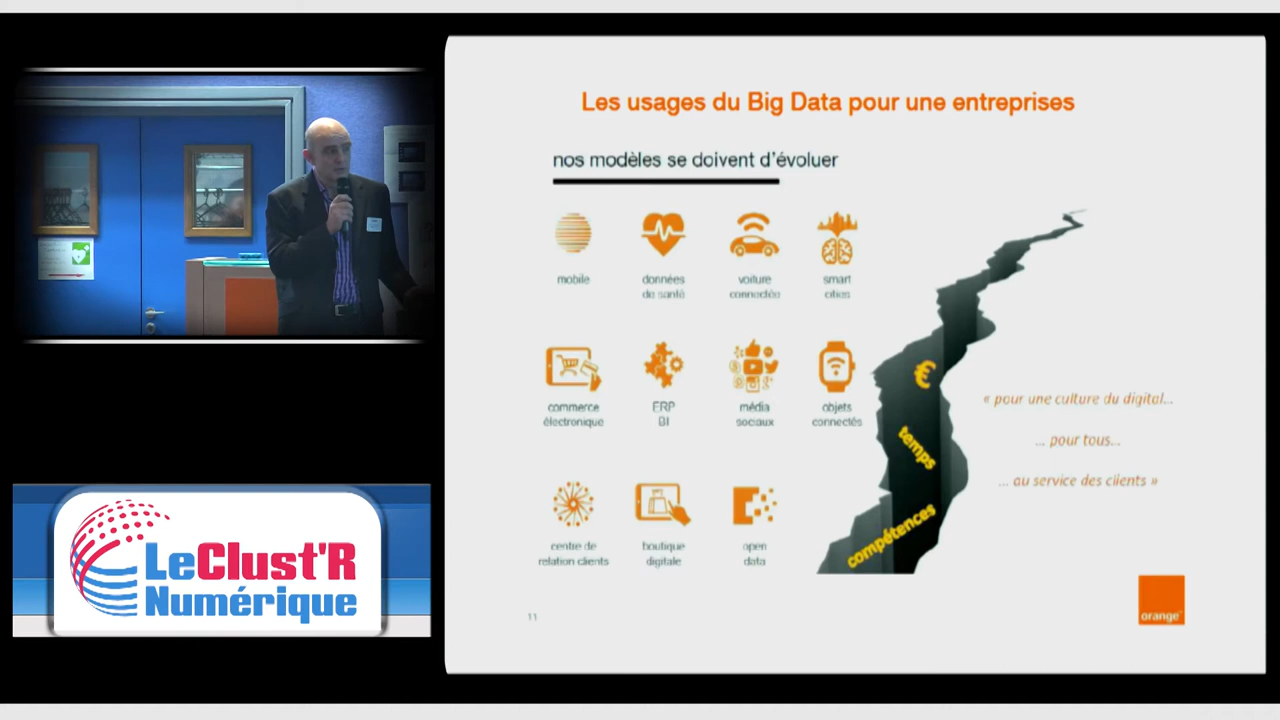 Les usages du Big Data pour une entreprises
nos modèles se doivent d'évoluer
mobile
données
de santé
voiture
connectée
smart
cities
commerce
électronique
ERP
BI
média
sociaux
objets
connectés
centre de
relation clients
boutique
digitale
open
data
€
temps
compétences
« pour une culture du digital...
... pour tous...
... au service des clients »
11
orange
LeClust'R
Numérique